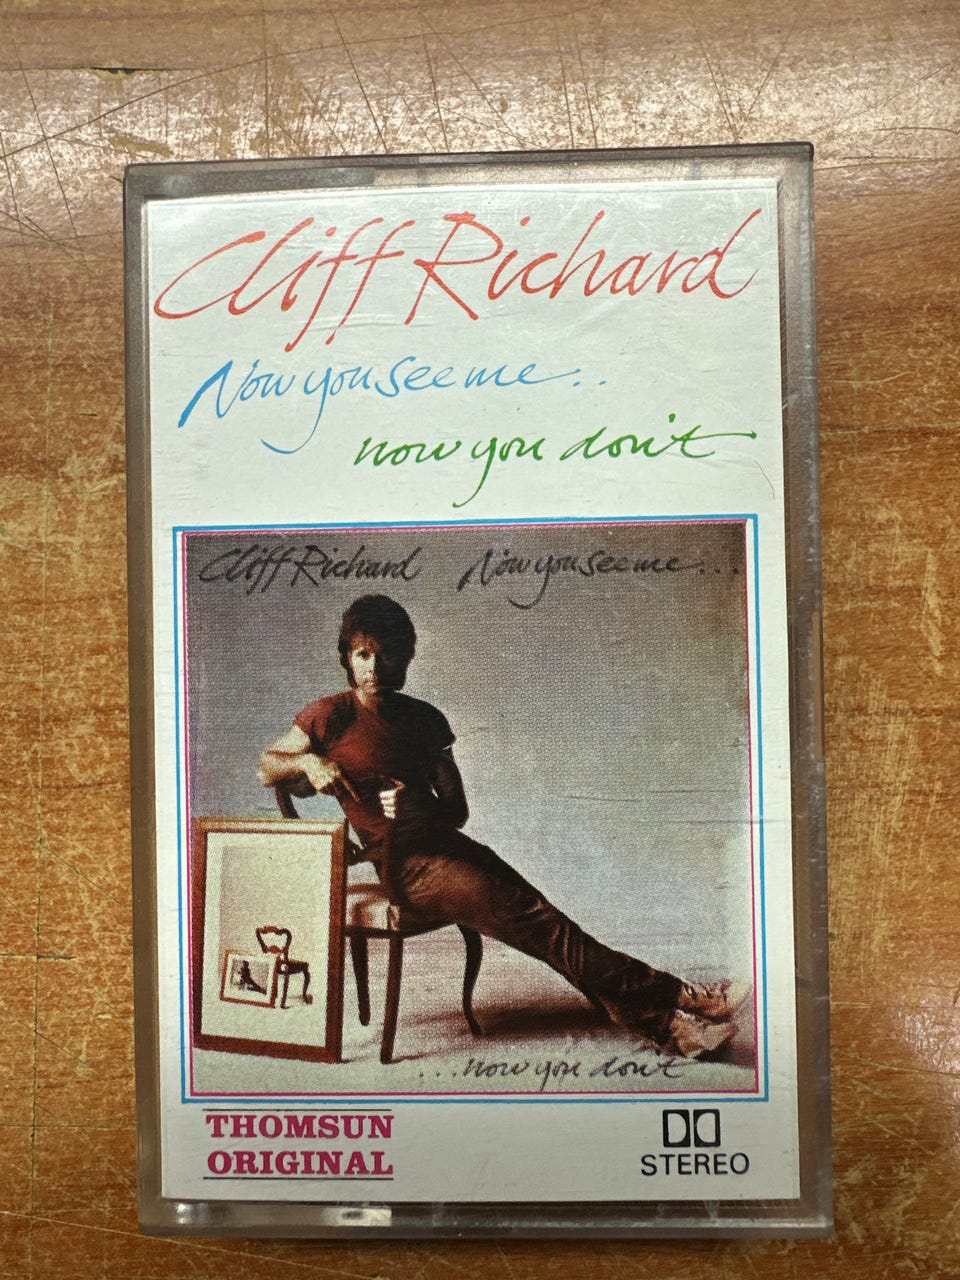 Cliff Richard
Now you see me..
now you don't
Cliff Richard Now you see me...
...now you don't
THOMSUN
ORIGINAL
STEREO